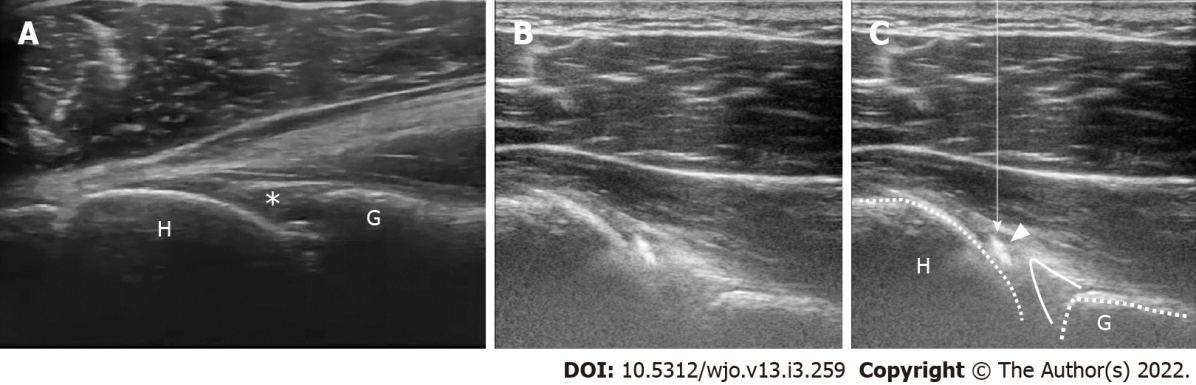 A
B
C
*
H
G
H
G
DOI: 10.5312/wjo.v13.i3.259 Copyright © The Author(s) 2022.